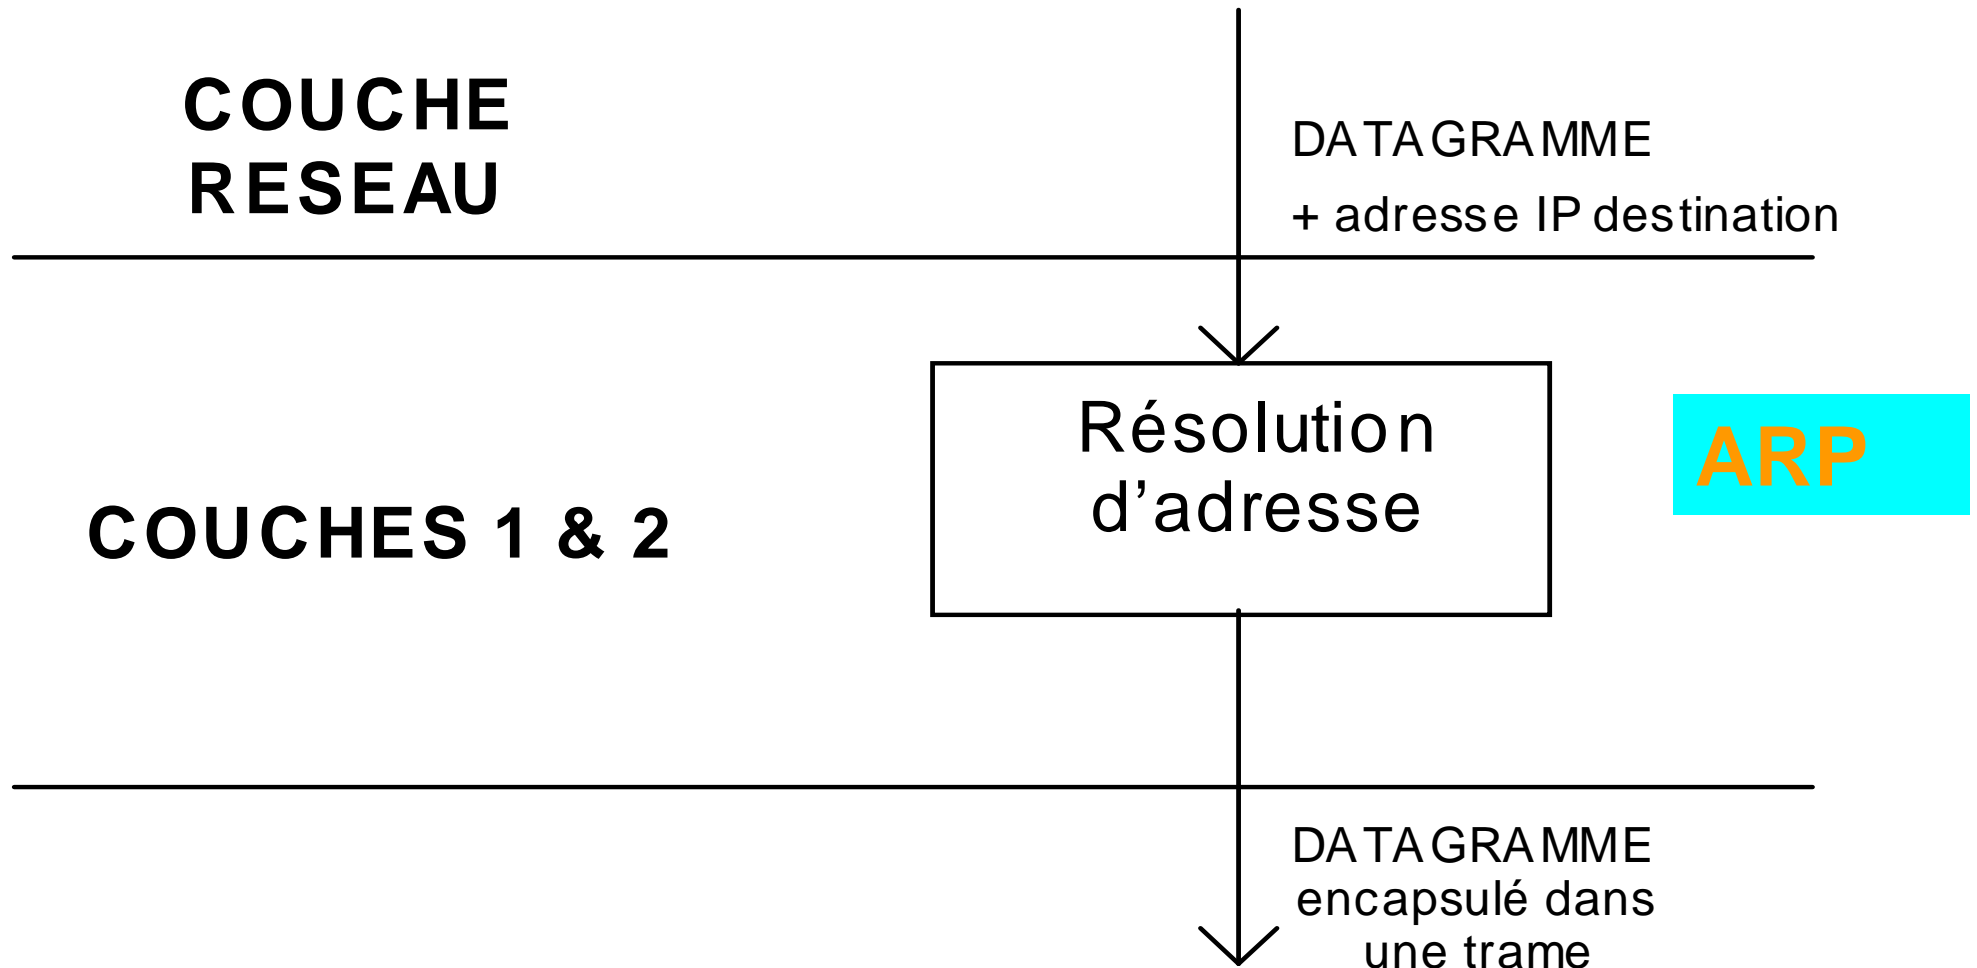 COUCHE
RESEAU
DATAGRAMME
+ adresse IP destination
Résolution
d’adresse
ARP
COUCHES 1 & 2
DATAGRAMME
encapsulé dans
une trame